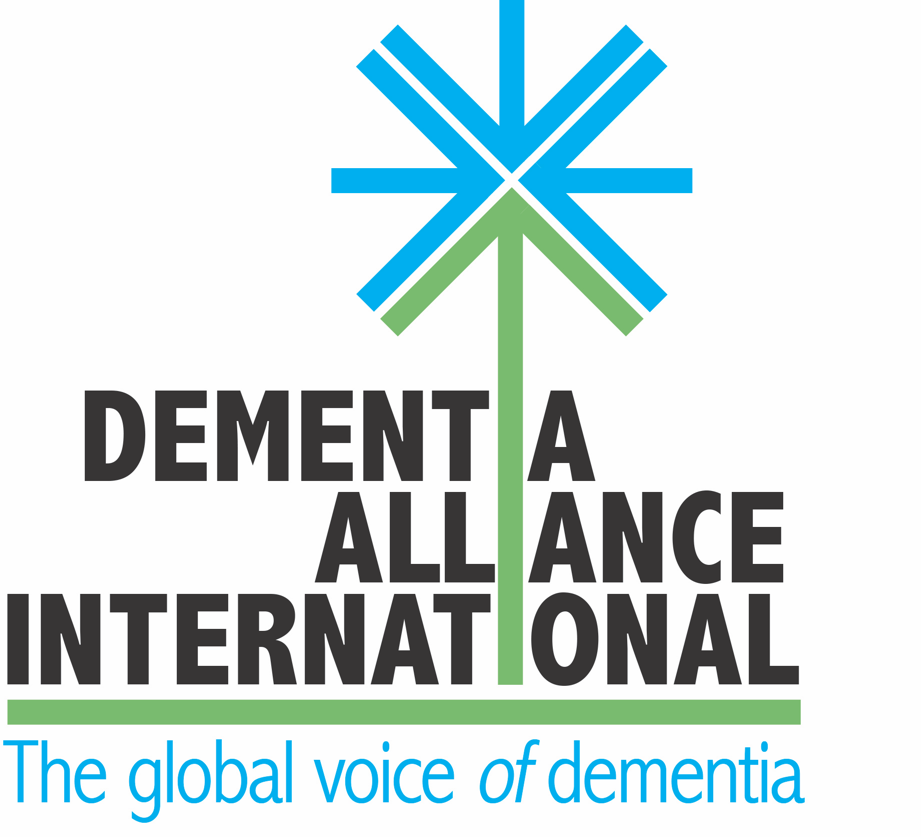 DEMENTIA
ALLIANCE
INTERNATIONAL
The global voice of dementia